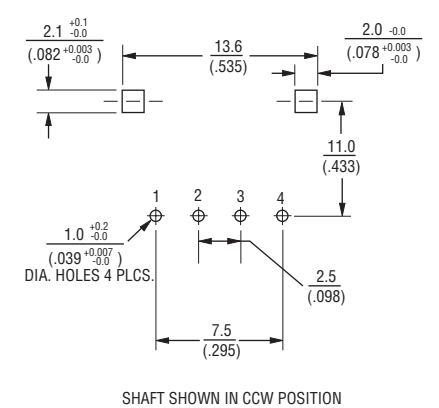 2.1 +0.1 -0.0
(.082 +0.003 -0.0 )
13.6
(.535)
2.0 -0.0
(.078 +0.003 -0.0 )
11.0
(.433)
1 2 3 4
1.0 +0.2 -0.0
(.039 +0.007 -0.0 )
DIA. HOLES 4 PLCS.
2.5
(.098)
7.5
(.295)
SHAFT SHOWN IN CCW POSITION